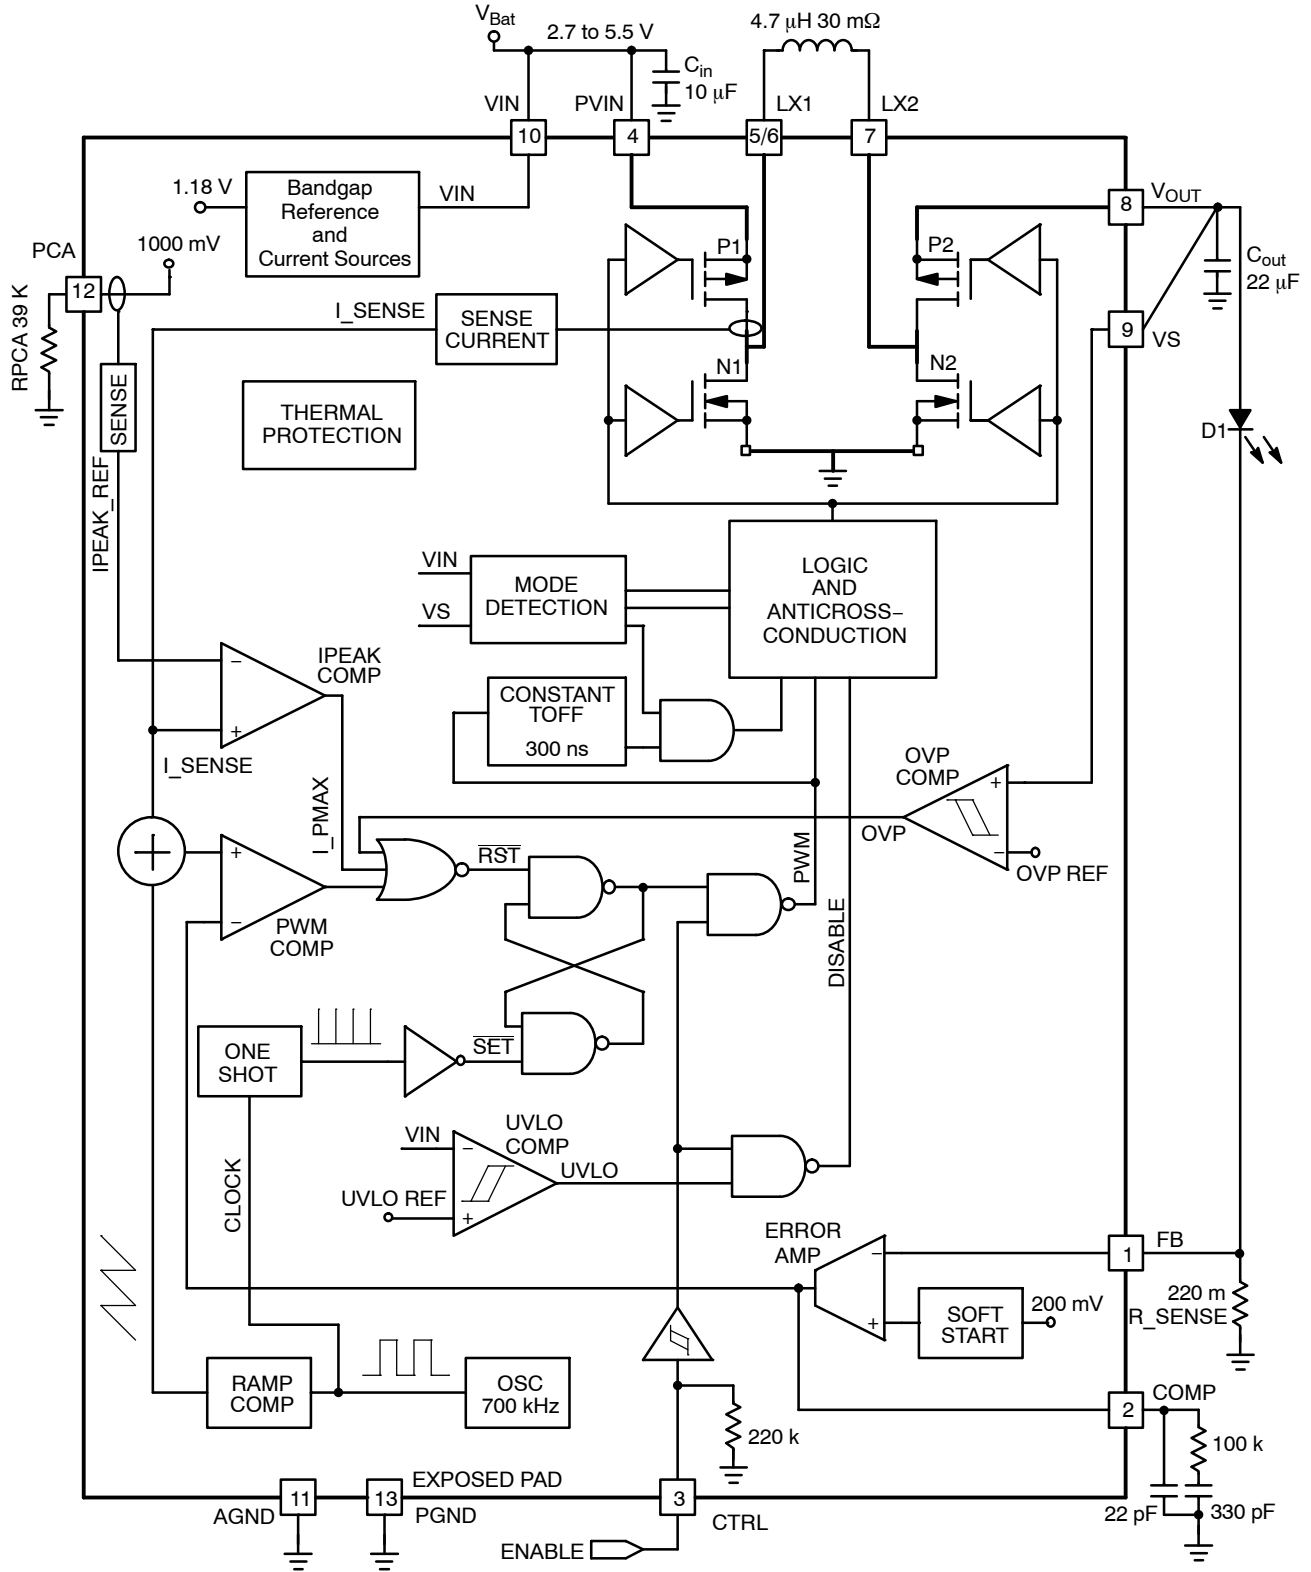 V_Bat
2.7 to 5.5 V
4.7 μH 30 mΩ
C_in
10 μF
VIN
PVIN
LX1
LX2
10
4
5/6
7
1.18 V
Bandgap
Reference
and
Current Sources
VIN
8
V_OUT
PCA
1000 mV
P1
P2
C_out
22 μF
12
RPCA 39 K
I_SENSE
SENSE
CURRENT
9
VS
SENSE
N1
N2
THERMAL
PROTECTION
D1
IPEAK_REF
VIN
VS
MODE
DETECTION
LOGIC
AND
ANTICROSS−
CONDUCTION
−
+
IPEAK
COMP
CONSTANT
TOFF
300 ns
I_SENSE
OVP
COMP
+
−
I_PMAX
OVP
OVP REF
+
−
PWM
COMP
RST
PWM
DISABLE
ONE
SHOT
SET
VIN
UVLO
COMP
−
+
UVLO REF
UVLO
CLOCK
ERROR
AMP
−
+
1
FB
SOFT
START
200 mV
220 m
R_SENSE
RAMP
COMP
OSC
700 kHz
220 k
2
COMP
100 k
22 pF
330 pF
EXPOSED PAD
11
13
3
AGND
PGND
CTRL
ENABLE